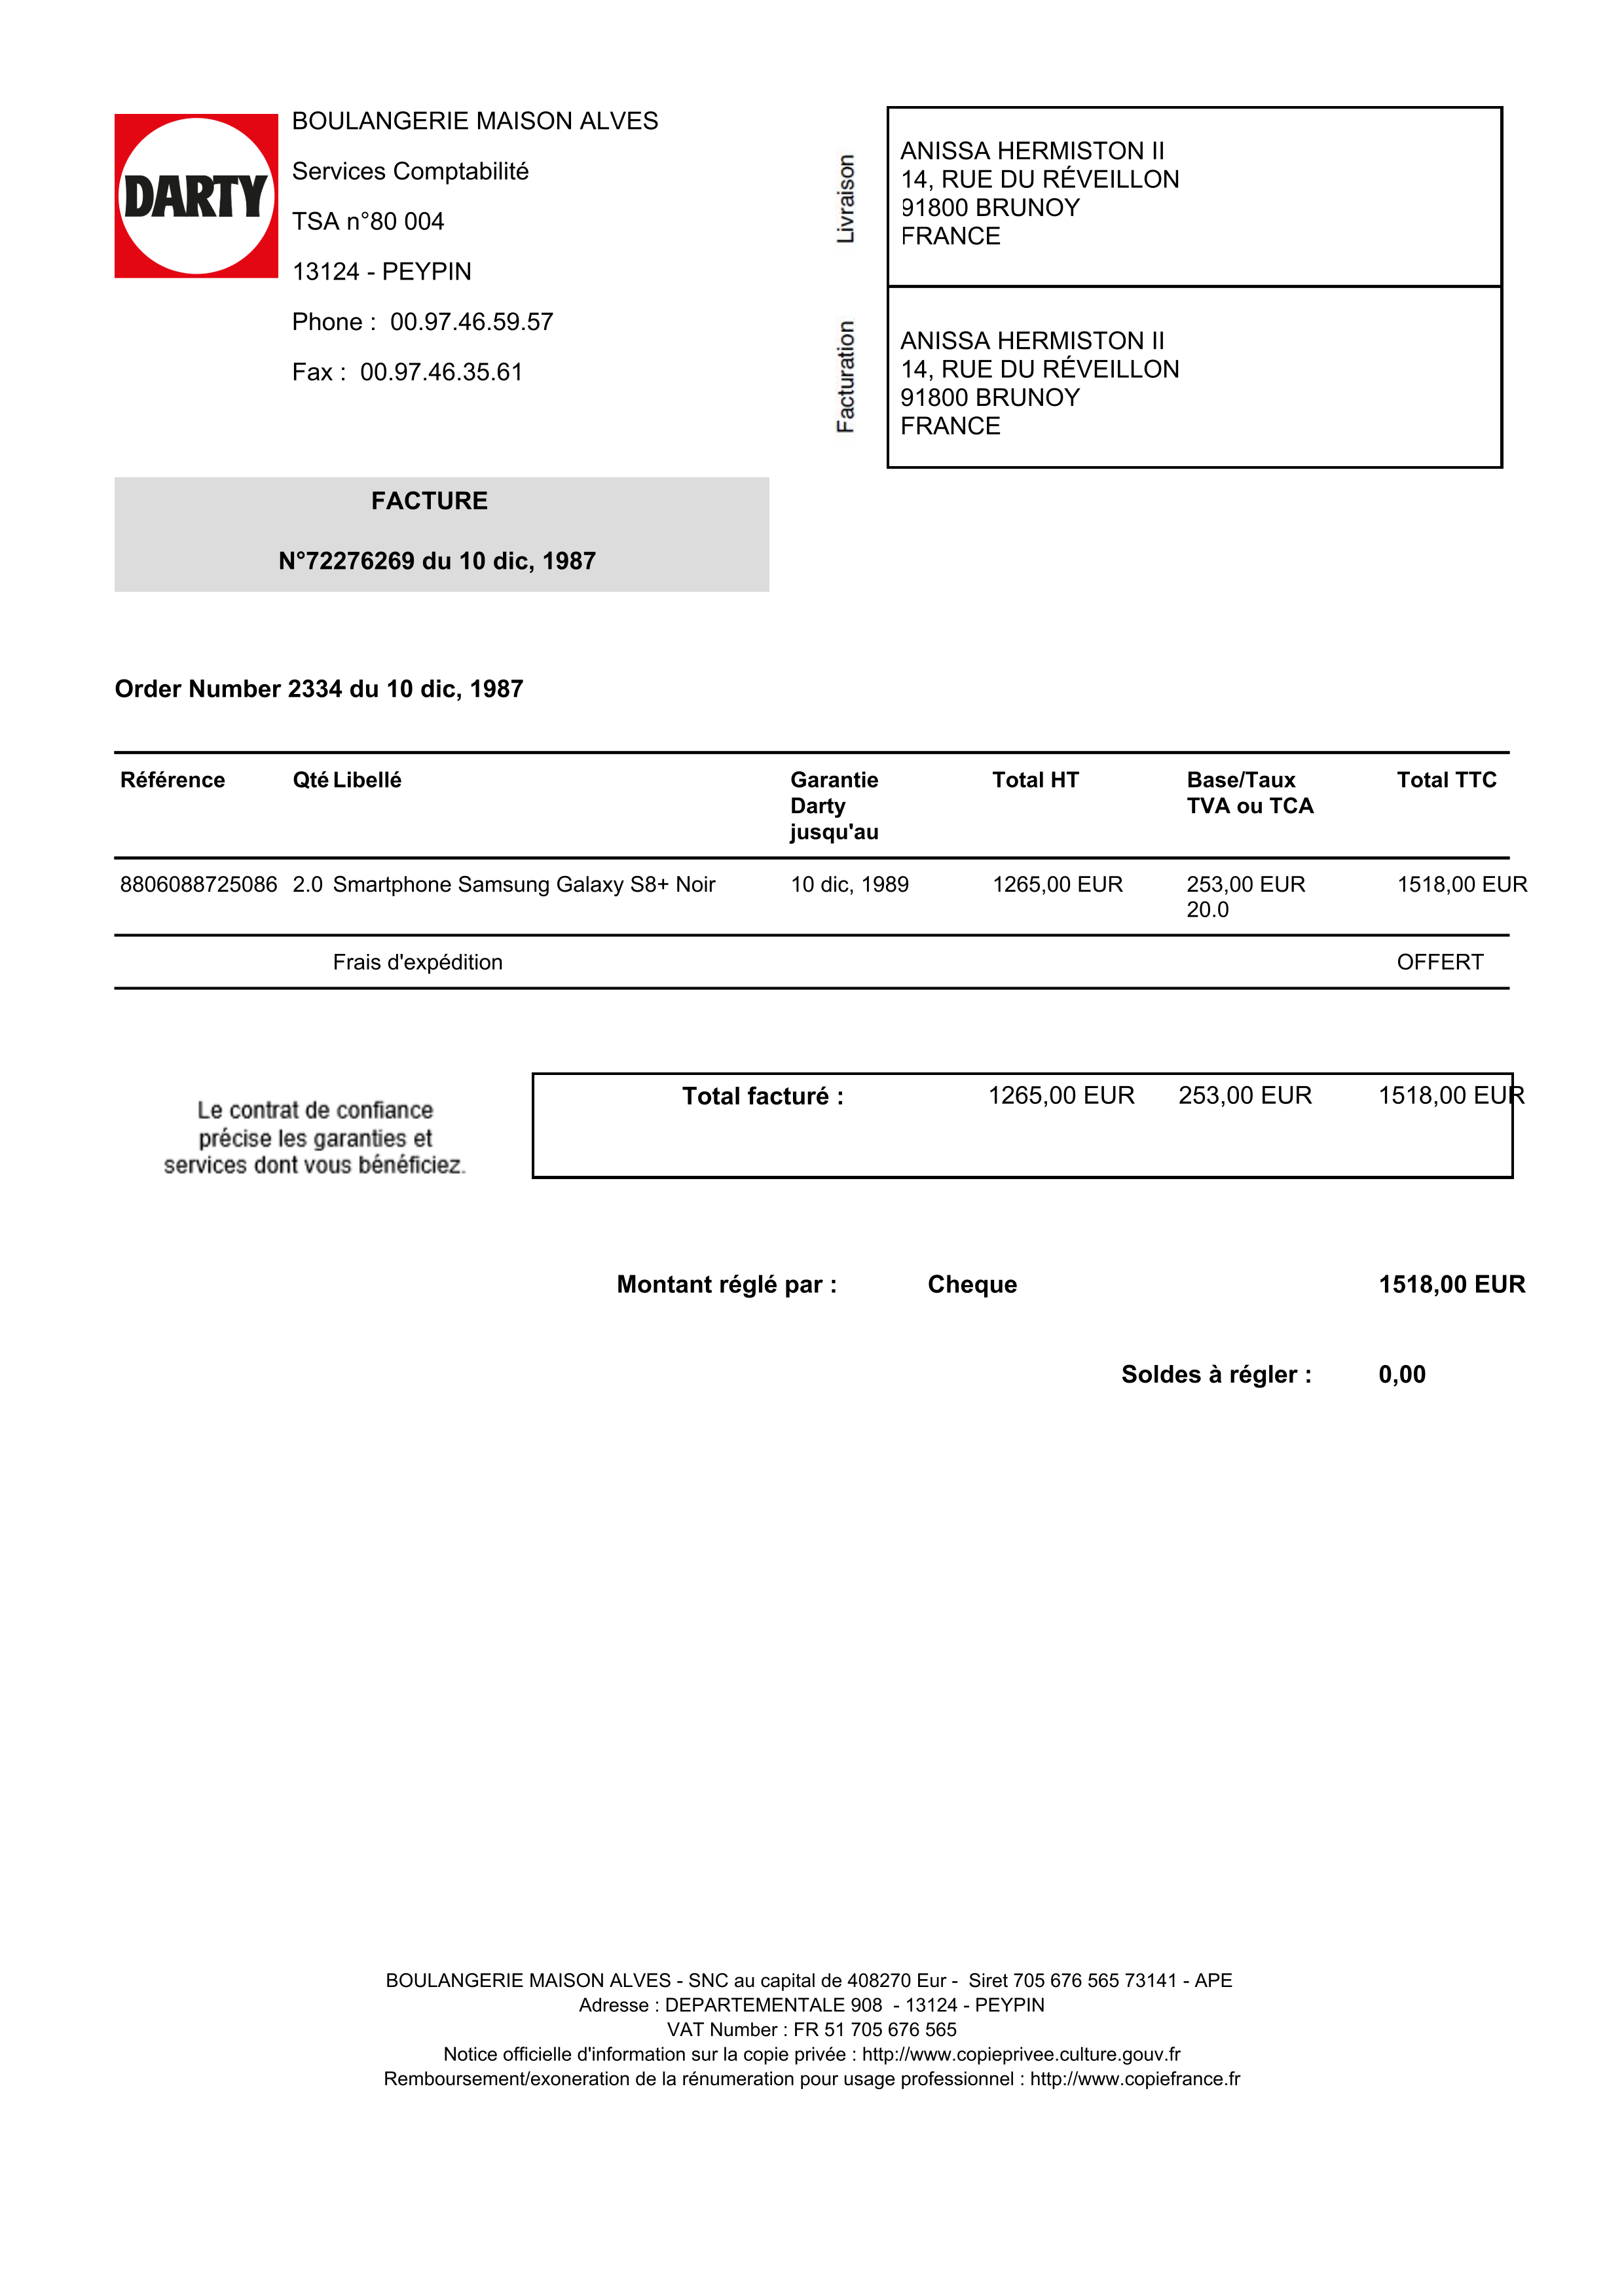 DARTY
BOULANGERIE MAISON ALVES
Services Comptabilité
TSA n°80 004
13124 - PEYPIN
Phone : 00.97.46.59.57
Fax : 00.97.46.35.61
Livraison
ANISSA HERMISTON II
14, RUE DU RÉVEILLON
91800 BRUNOY
FRANCE
Facturation
ANISSA HERMISTON II
14, RUE DU RÉVEILLON
91800 BRUNOY
FRANCE
FACTURE
N°72276269 du 10 dic, 1987
Order Number 2334 du 10 dic, 1987
Référence Qté Libellé Garantie Total HT Base/Taux Total TTC
Darty TVA ou TCA
jusqu'au
8806088725086 2.0 Smartphone Samsung Galaxy S8+ Noir 10 dic, 1989 1265,00 EUR 253,00 EUR 1518,00 EUR
20.0
Frais d'expédition OFFERT
Total facturé : 1265,00 EUR 253,00 EUR 1518,00 EUR
Le contrat de confiance
précise les garanties et
services dont vous bénéficiez.
Montant réglé par : Cheque 1518,00 EUR
Soldes à régler : 0,00
BOULANGERIE MAISON ALVES - SNC au capital de 408270 Eur - Siret 705 676 565 73141 - APE
Adresse : DEPARTEMENTALE 908 - 13124 - PEYPIN
VAT Number : FR 51 705 676 565
Notice officielle d'information sur la copie privée : http://www.copieprivee.culture.gouv.fr
Remboursement/exoneration de la rénumeration pour usage professionnel : http://www.copiefrance.fr